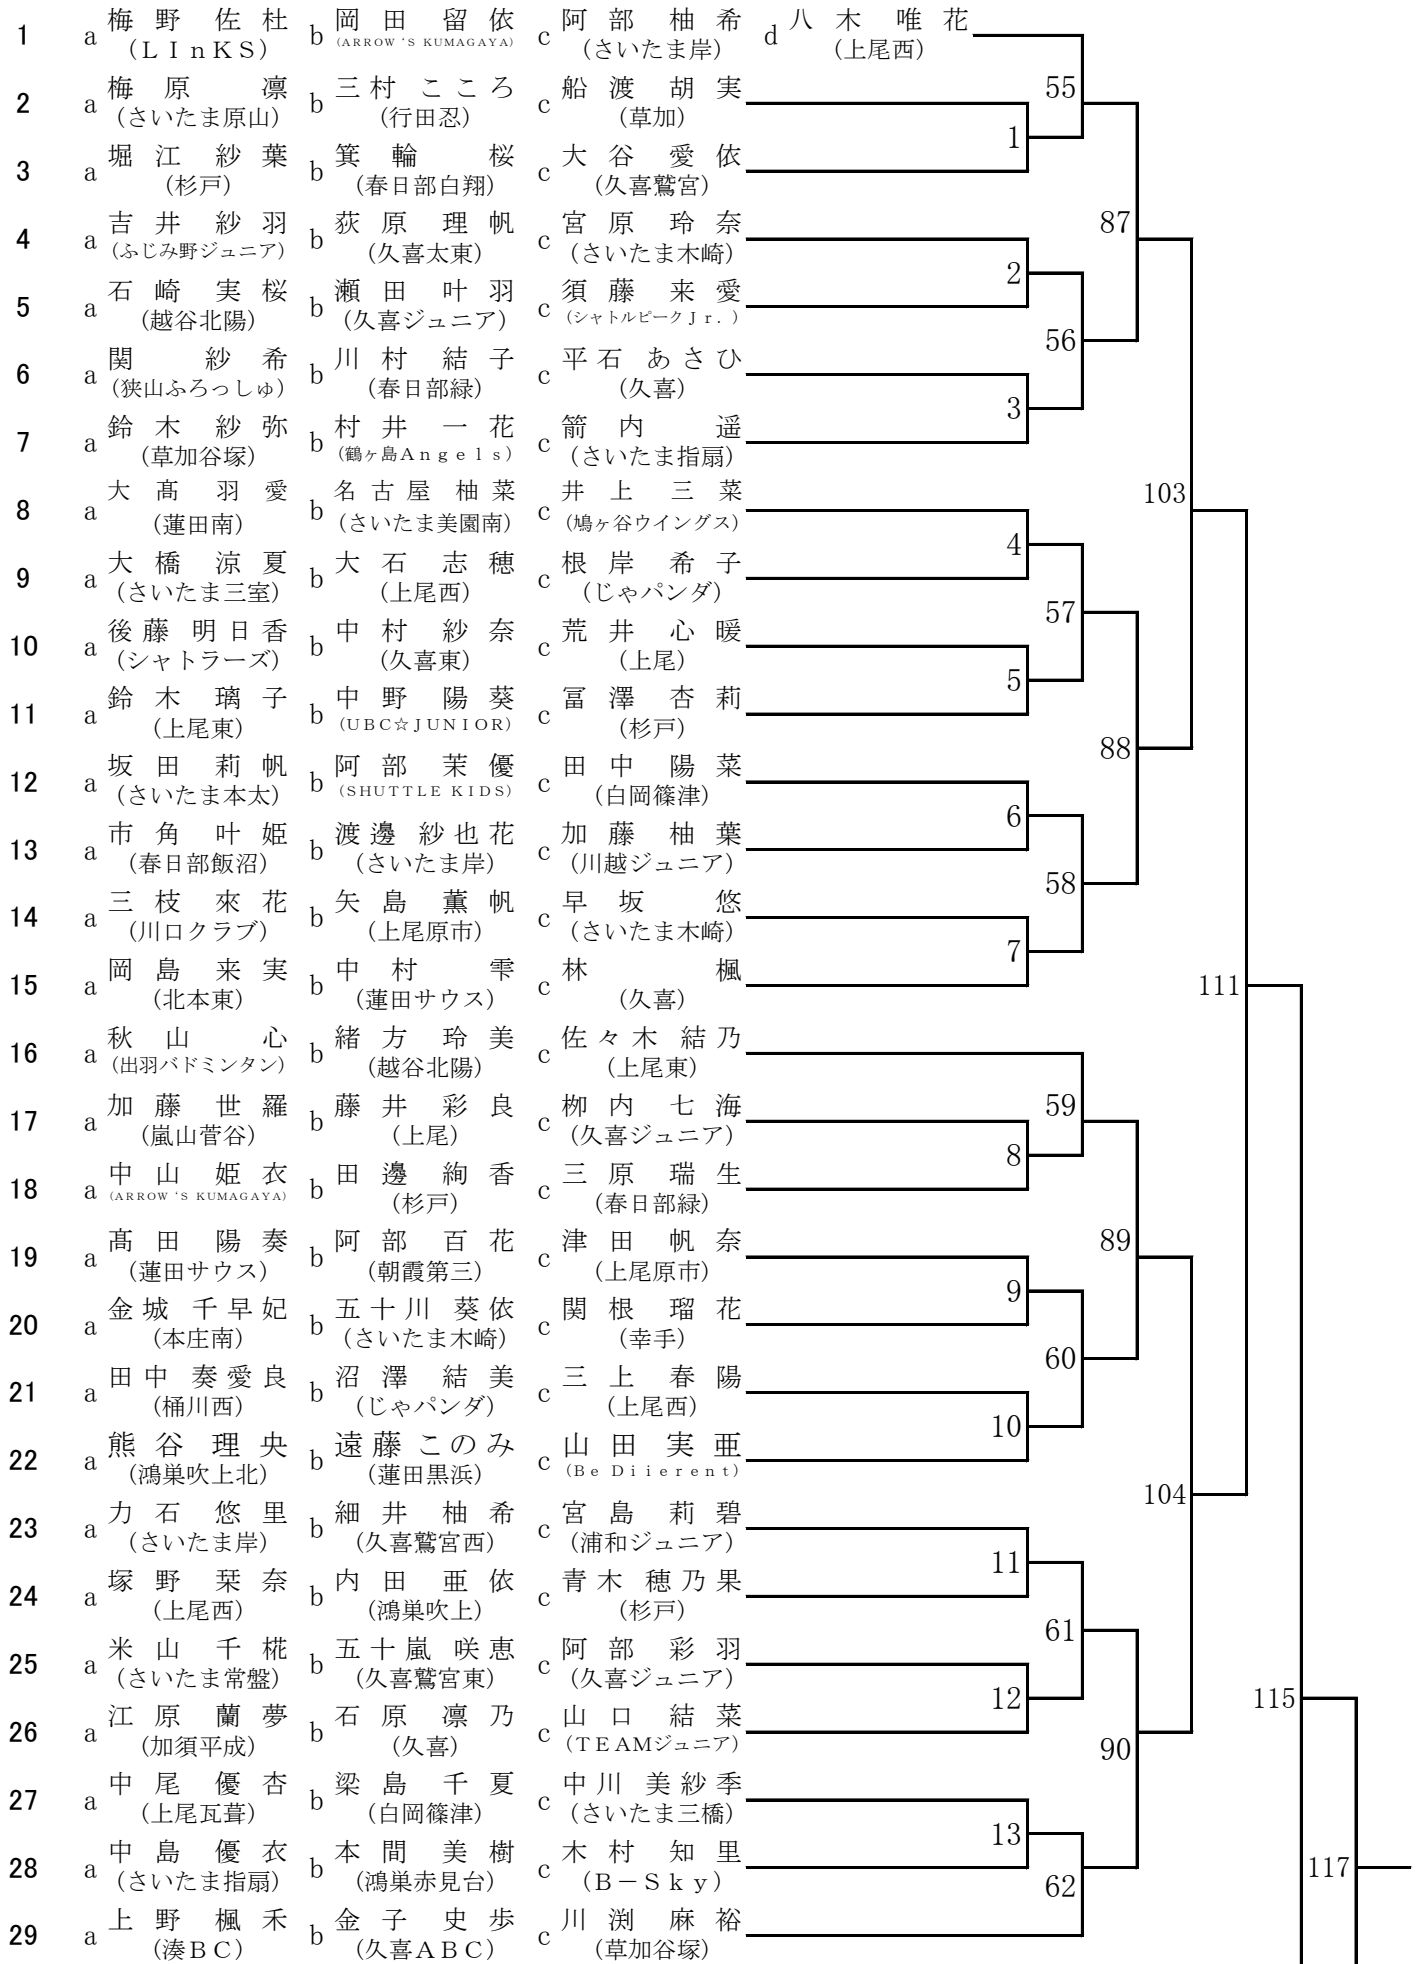 1 a 梅野 佐杜 b 岡田 留依 c 阿部 柚希 d 八木 唯花
(LInKS) (ARROW'S KUMAGAYA) (さいたま岸) (上尾西)
55
2 a 梅原 凛 b 三村 こころ c 船渡 胡実
(さいたま原山) (行田忍) (草加)
1
3 a 堀江 紗葉 b 箕輪 桜 c 大谷 愛依
(杉戸) (春日部白翔) (久喜鷲宮)
87
4 a 吉井 紗羽 b 荻原 理帆 c 宮原 玲奈
(ふじみ野ジュニア) (久喜太東) (さいたま木崎)
2
5 a 石崎 実桜 b 瀬田 叶羽 c 須藤 来愛
(越谷北陽) (久喜ジュニア) (シャトルピークJr.)
56
6 a 関 紗希 b 川村 結子 c 平石 あさひ
(狭山ふろっしゅ) (春日部緑) (久喜)
3
7 a 鈴木 紗弥 b 村井 一花 c 箭内 遥
(草加谷塚) (鶴ヶ島Angels) (さいたま指扇)
103
8 a 大髙 羽愛 b 名古屋 柚菜 c 井上 三菜
(蓮田南) (さいたま美園南) (鳩ヶ谷ウイングス)
4
9 a 大橋 涼夏 b 大石 志穂 c 根岸 希子
(さいたま三室) (上尾西) (じゃパンダ)
57
10 a 後藤 明日香 b 中村 紗奈 c 荒井 心暖
(シャトラーズ) (久喜東) (上尾)
5
11 a 鈴木 璃子 b 中野 陽葵 c 冨澤 杏莉
(上尾東) (UBC☆JUNIOR) (杉戸)
88
12 a 坂田 莉帆 b 阿部 茉優 c 田中 陽菜
(さいたま本太) (SHUTTLE KIDS) (白岡篠津)
6
13 a 市角 叶姫 b 渡邊 紗也花 c 加藤 柚葉
(春日部飯沼) (さいたま岸) (川越ジュニア)
58
14 a 三枝 來花 b 矢島 薫帆 c 早坂 悠
(川口クラブ) (上尾原市) (さいたま木崎)
7
15 a 岡島 来実 b 中村 雫 c 林 楓
(北本東) (蓮田サウス) (久喜)
111
16 a 秋山 心 b 緒方 玲美 c 佐々木 結乃
(出羽バドミンタン) (越谷北陽) (上尾東)
59
17 a 加藤 世羅 b 藤井 彩良 c 栁内 七海
(嵐山菅谷) (上尾) (久喜ジュニア)
8
18 a 中山 姫衣 b 田邊 絢香 c 三原 瑞生
(ARROW'S KUMAGAYA) (杉戸) (春日部緑)
89
19 a 髙田 陽奏 b 阿部 百花 c 津田 帆奈
(蓮田サウス) (朝霞第三) (上尾原市)
9
20 a 金城 千早妃 b 五十川 葵依 c 関根 瑠花
(本庄南) (さいたま木崎) (幸手)
60
21 a 田中 奏愛良 b 沼澤 結美 c 三上 春陽
(桶川西) (じゃパンダ) (上尾西)
10
22 a 熊谷 理央 b 遠藤 このみ c 山田 実亜
(鴻巣吹上北) (蓮田黒浜) (Be Diierent)
104
23 a 力石 悠里 b 細井 柚希 c 宮島 莉碧
(さいたま岸) (久喜鷲宮西) (浦和ジュニア)
11
24 a 塚野 栞奈 b 内田 亜依 c 青木 穂乃果
(上尾西) (鴻巣吹上) (杉戸)
61
25 a 米山 千椛 b 五十嵐 咲恵 c 阿部 彩羽
(さいたま常盤) (久喜鷲宮東) (久喜ジュニア)
12
115
26 a 江原 蘭夢 b 石原 凛乃 c 山口 結菜
(加須平成) (久喜) (TEAMジュニア)
90
27 a 中尾 優杏 b 梁島 千夏 c 中川 美紗季
(上尾瓦葺) (白岡篠津) (さいたま三橋)
13
28 a 中島 優衣 b 本間 美樹 c 木村 知里
(さいたま指扇) (鴻巣赤見台) (B-Sky)
117
62
29 a 上野 楓禾 b 金子 史歩 c 川渕 麻裕
(湊BC) (久喜ABC) (草加谷塚)